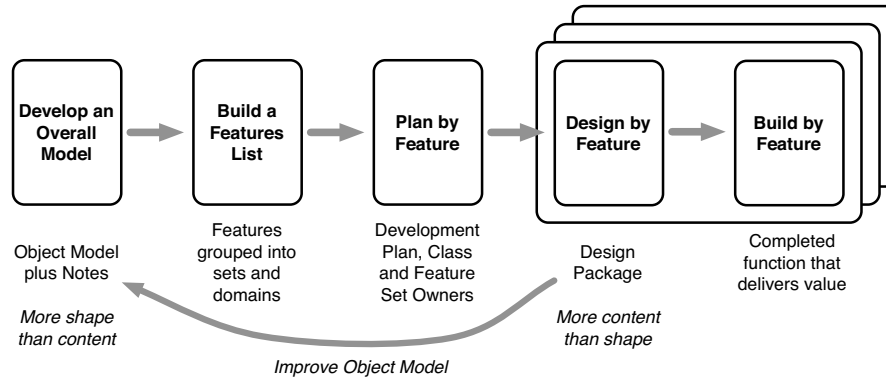 Develop an
Overall
Model
Build a
Features
List
Plan by
Feature
Design by
Feature
Build by
Feature
Object Model
plus Notes
More shape
than content
Features
grouped into
sets and
domains
Development
Plan, Class
and Feature
Set Owners
Design
Package
More content
than shape
Completed
function that
delivers value
Improve Object Model